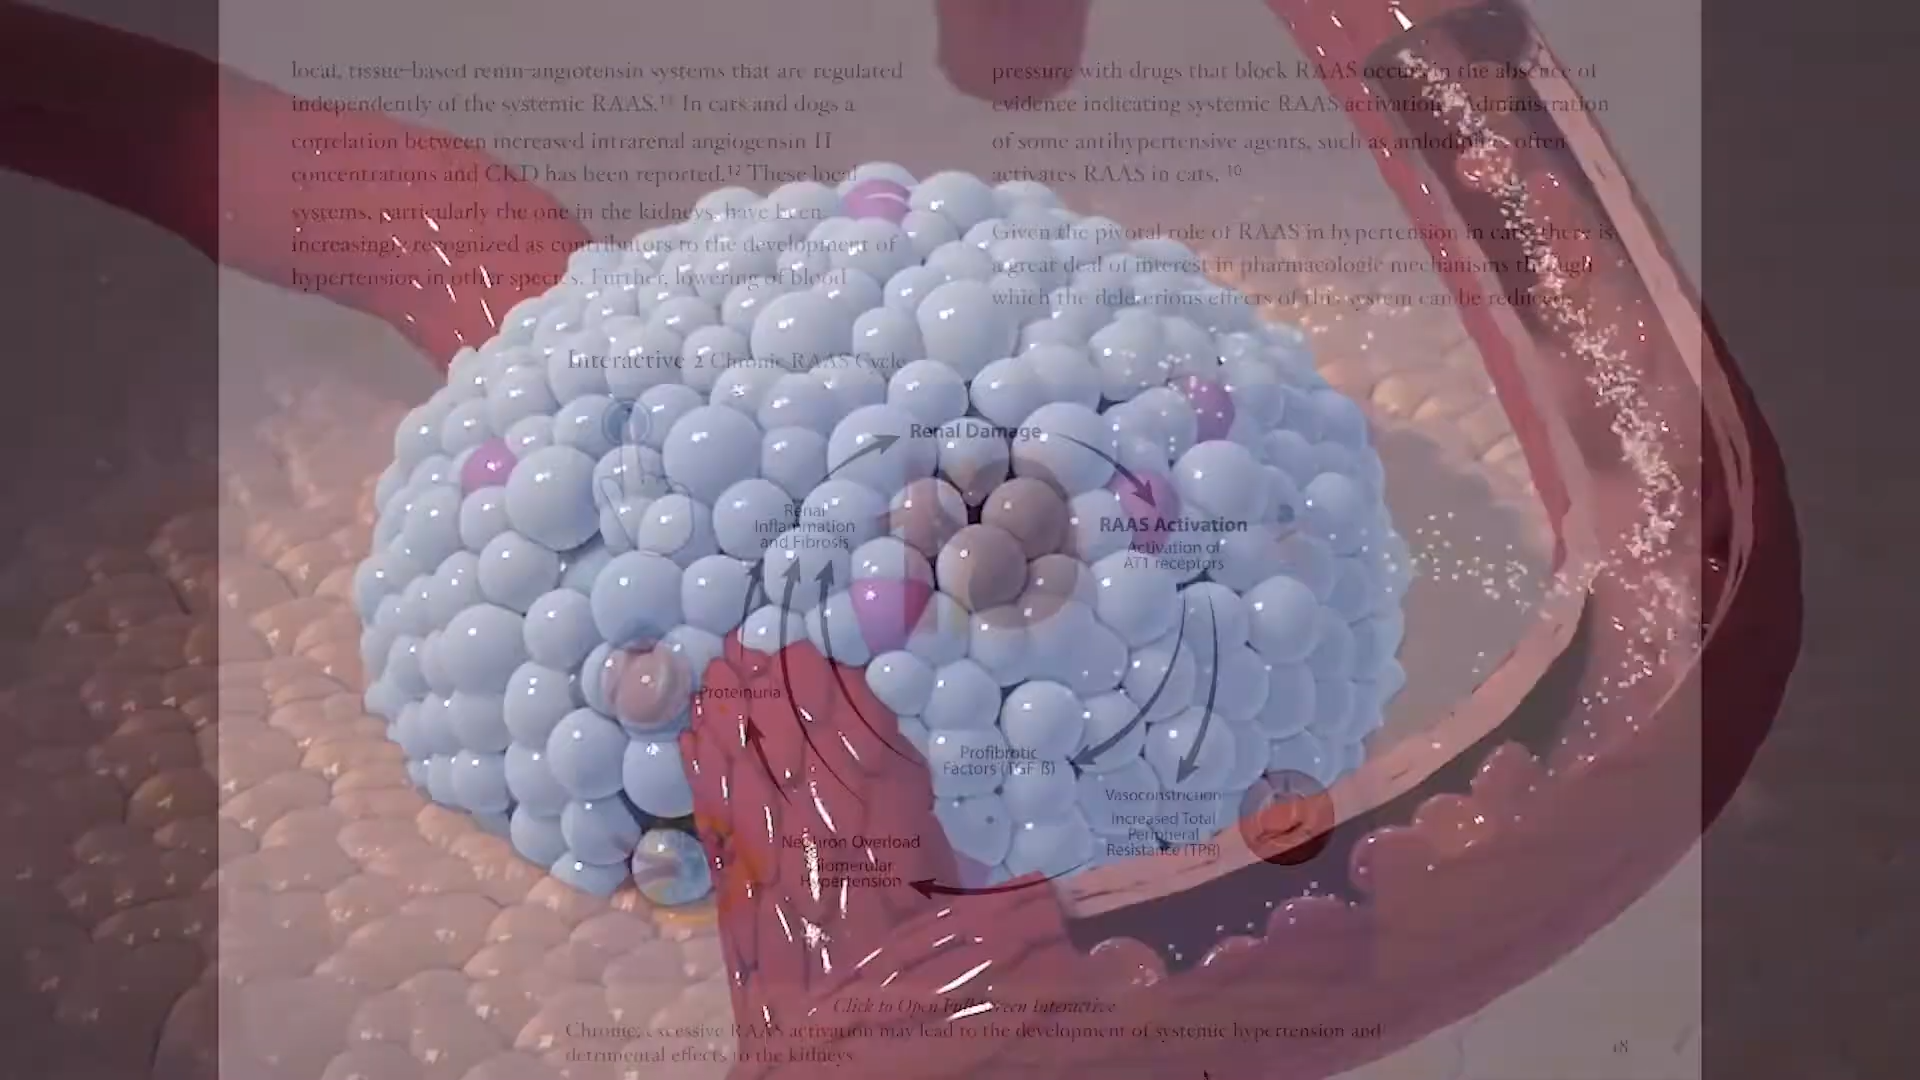 local, tissue-based renin-angiotensin systems that are regulated
independently of the systemic RAAS.¹¹ In cats and dogs a
correlation between increased intrarenal angiogensin II
concentrations and CKD has been reported.¹² These local
systems, particularly the one in the kidneys, have been
increasingly recognized as contributors to the development of
hypertension in other species. Further, lowering of blood
pressure with drugs that block RAAS occurs in the absence of
evidence indicating systemic RAAS activation. Administration
of some antihypertensive agents, such as amlodipine, often
activates RAAS in cats. ¹⁰
Given the pivotal role of RAAS in hypertension in cats, there is
a great deal of interest in pharmacologic mechanisms through
which the deleterious effects of this system can be reduced.
Interactive 2 Chronic RAAS Cycle
Renal Damage
RAAS Activation
Activation of
AT1 receptors
Renal
Inflammation
and Fibrosis
Proteinuria
Profibrotic
Factors (TGF ß)
Vasoconstriction
Increased Total
Peripheral
Resistance (TPR)
Nephron Overload
Glomerular
Hypertension
Click to Open Full-Screen Interactive
Chronic, excessive RAAS activation may lead to the development of systemic hypertension and
detrimental effects to the kidneys
18